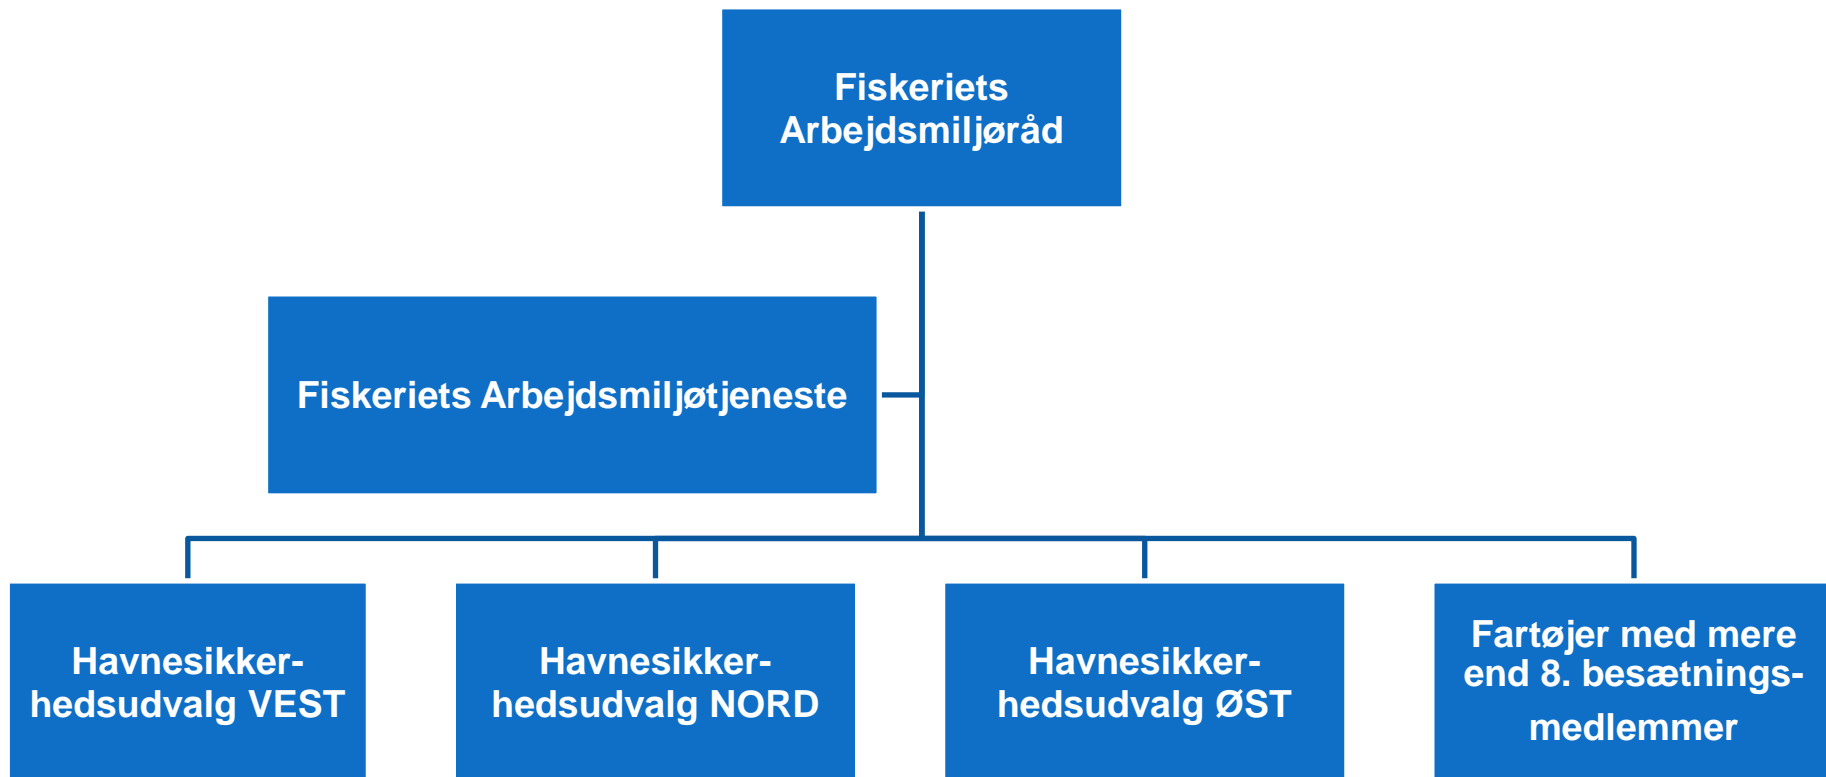 Fiskeriets
Arbejdsmiljøråd
Fiskeriets Arbejdsmiljøtjeneste
Havnesikker-
hedsudvalg VEST
Havnesikker-
hedsudvalg NORD
Havnesikker-
hedsudvalg ØST
Fartøjer med mere
end 8. besætnings-
medlemmer